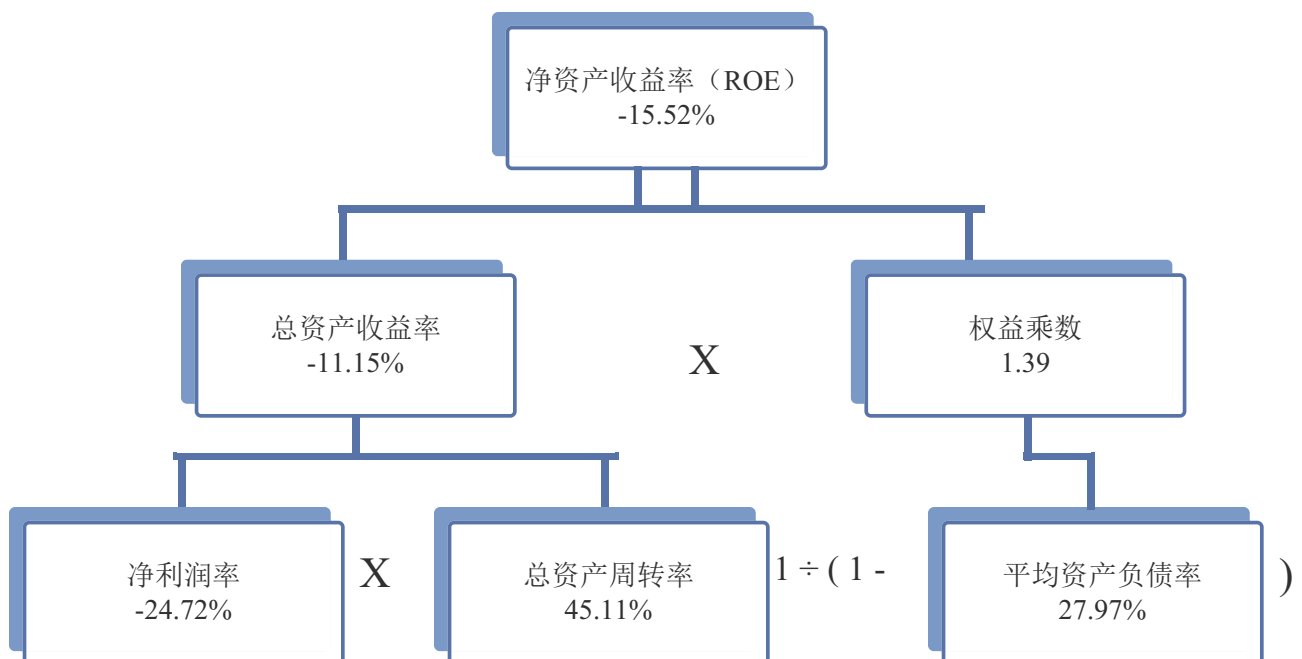 净资产收益率（ROE）
-15.52%
总资产收益率
-11.15%
X
权益乘数
1.39
净利润率
-24.72%
X
总资产周转率
45.11%
1 ÷ ( 1 -
平均资产负债率
27.97%
)